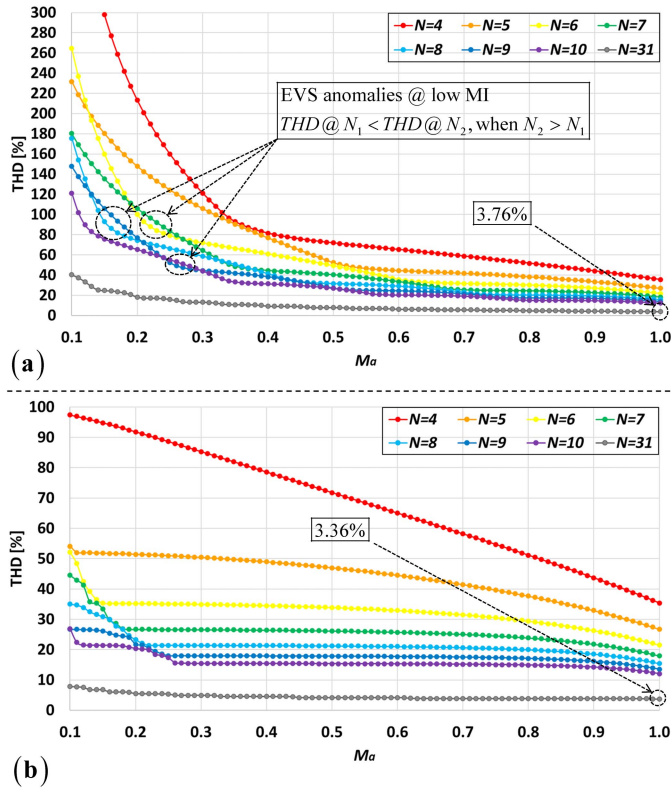 300
280
260
240
220
200
180
160
140
120
100
80
60
40
20
0
THD [%]
N=4 N=5 N=6 N=7
N=8 N=9 N=10 N=31
EVS anomalies @ low MI
THD@N₁<THD@N₂, when N₂>N₁
3.76%
0.1 0.2 0.3 0.4 0.5 0.6 0.7 0.8 0.9 1.0
Ma
(a)
100
90
80
70
60
50
40
30
20
10
0
THD [%]
N=4 N=5 N=6 N=7
N=8 N=9 N=10 N=31
3.36%
0.1 0.2 0.3 0.4 0.5 0.6 0.7 0.8 0.9 1.0
Ma
(b)